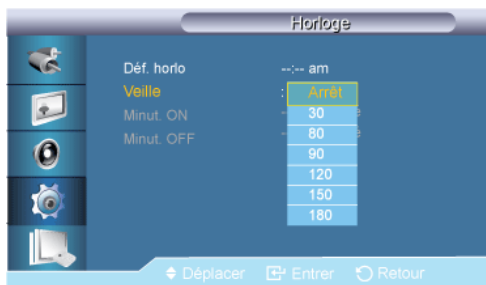 Horloge
Déf. horlo --:-- am
Veille : Arrêt
Minut. ON 30
Minut. OFF 80
90
120
150
180
Déplacer Entrer Retour